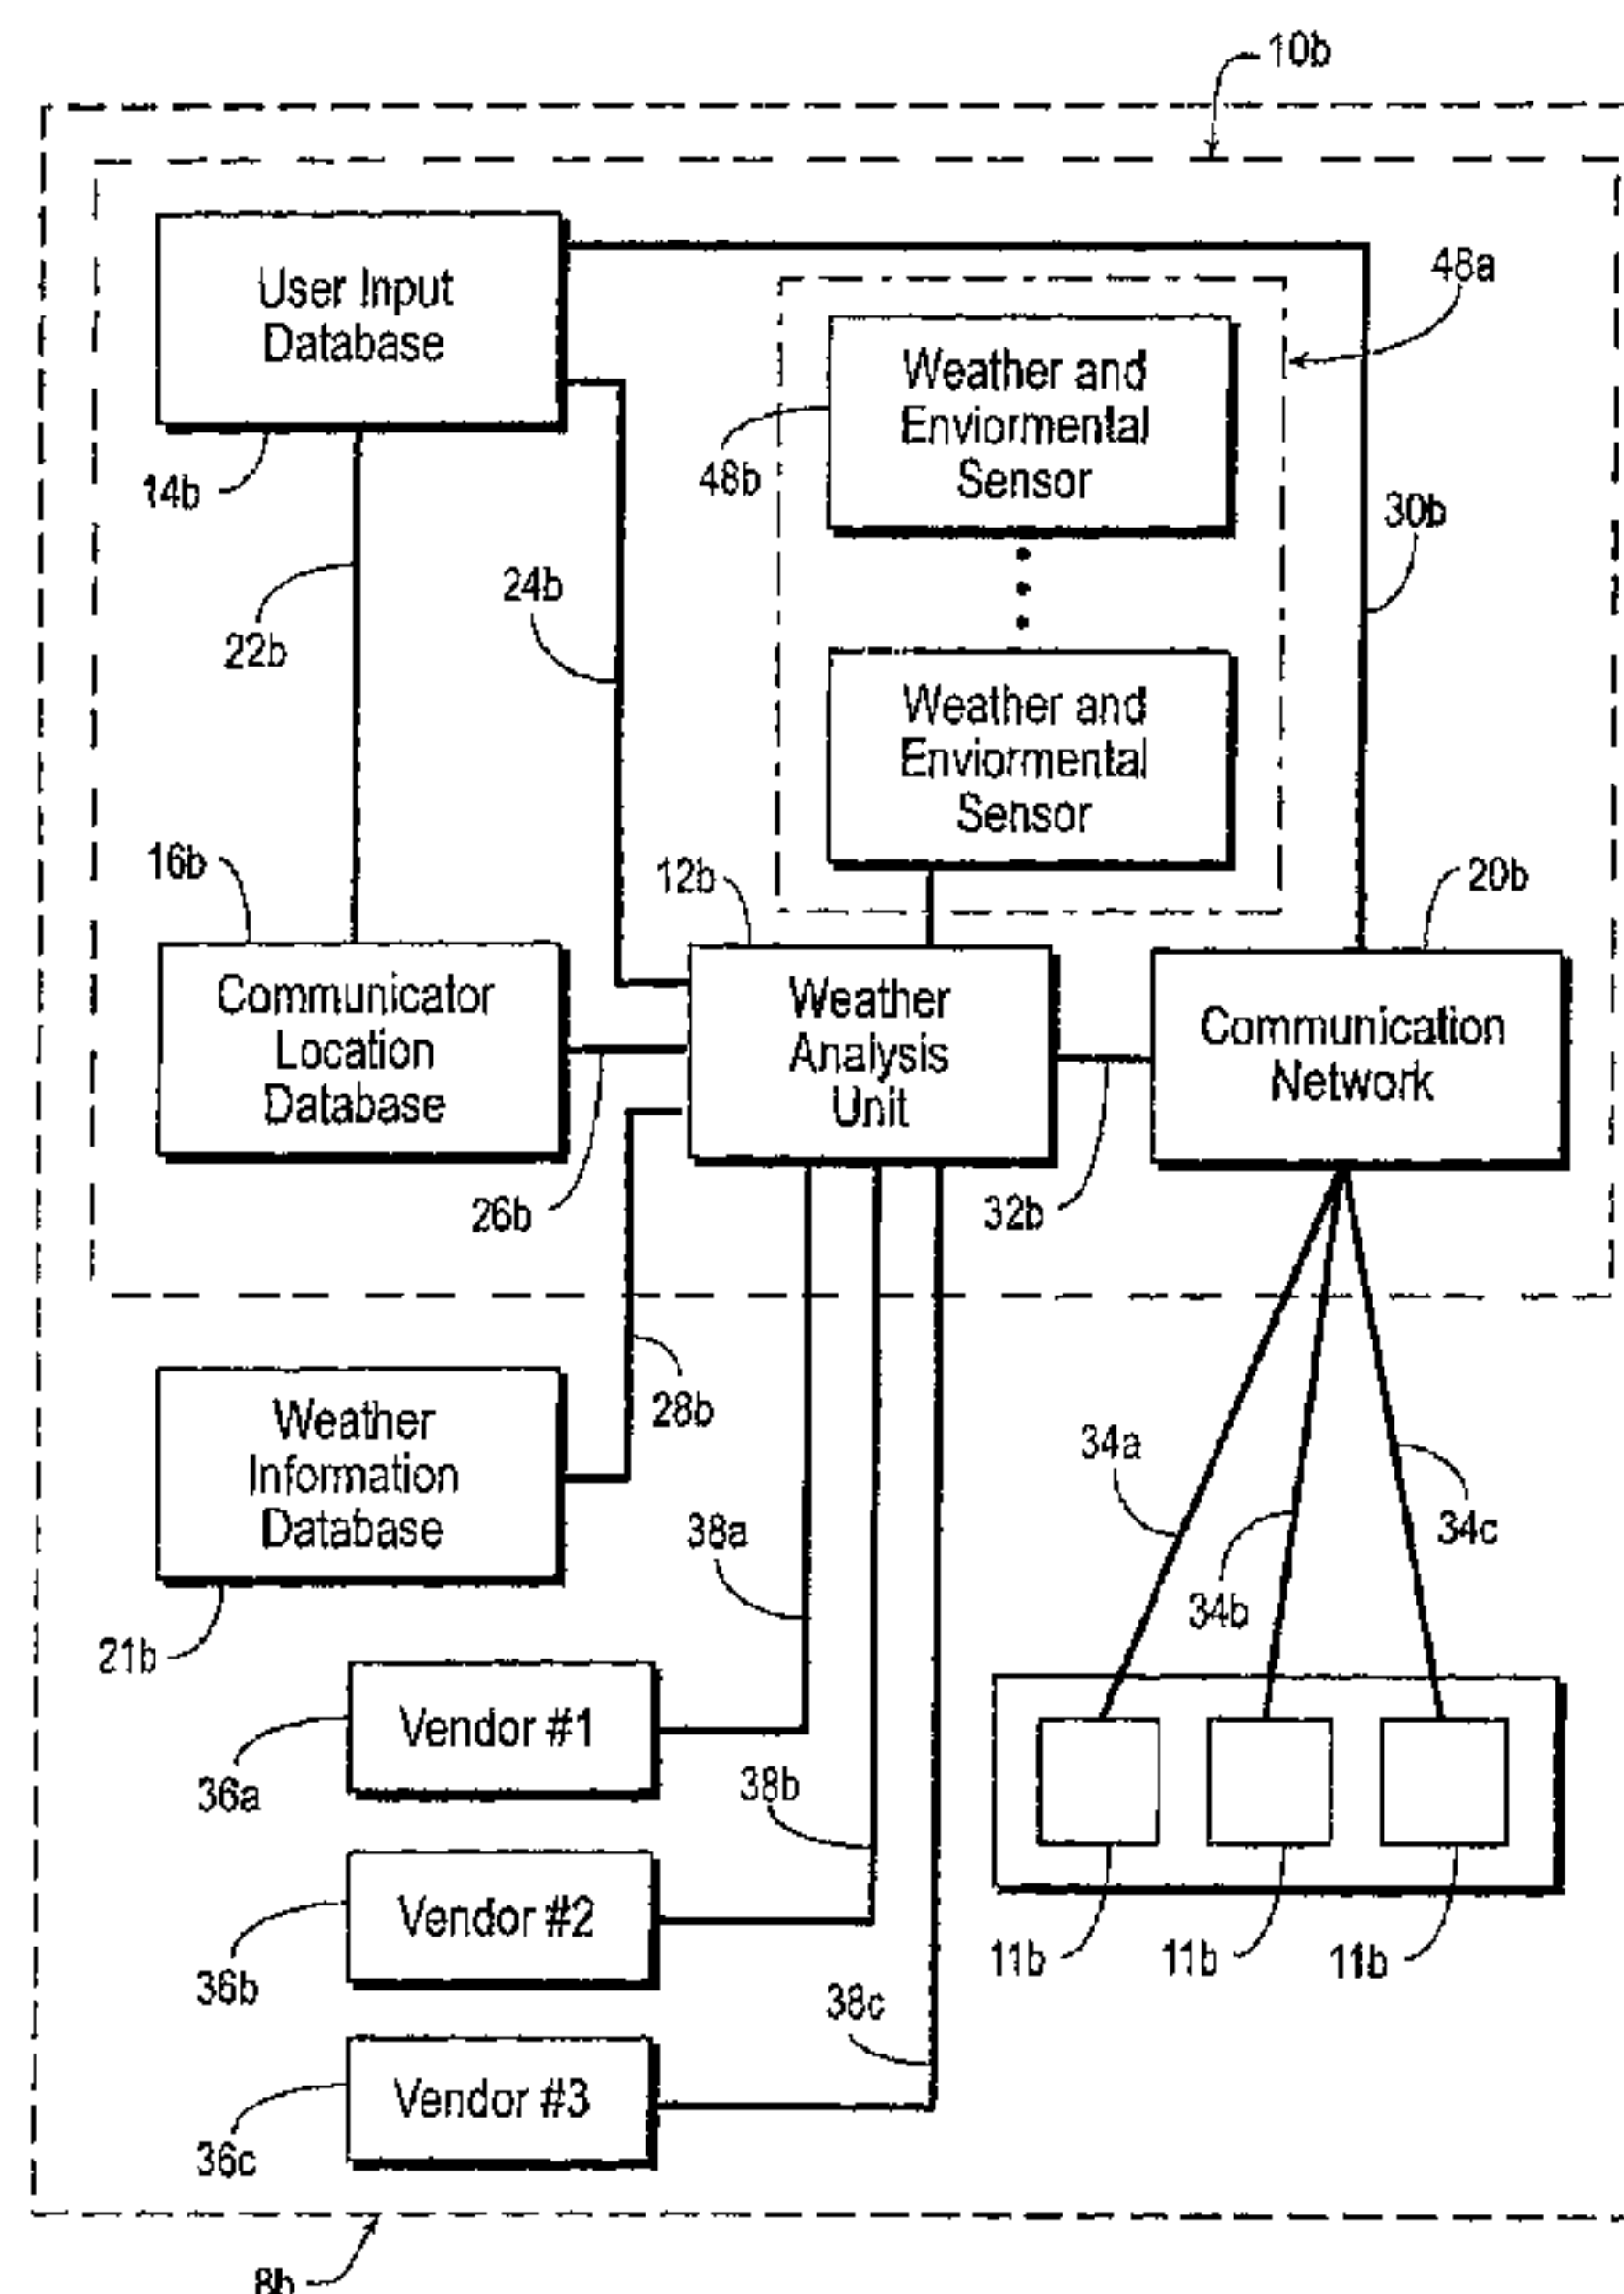 10b
User Input
Database
48a
Weather and
Enviormental
Sensor
48b
14b
30b
24b
22b
Weather and
Enviormental
Sensor
16b
12b
20b
Communicator
Location
Database
Weather
Analysis
Unit
Communication
Network
26b
32b
28b
Weather
Information
Database
34a
34c
38a
34b
21b
Vendor #1
36a
38b
Vendor #2
36b
11b
11b
11b
38c
Vendor #3
36c
8b